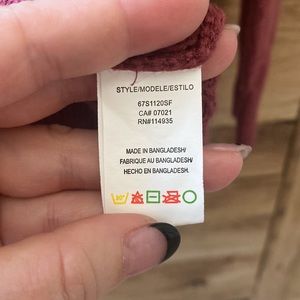 STYLE/MODELE/ESTILO
67S1120SF
CA# 07021
RN#114935
MADE IN BANGLADESH/
FABRIQUE AU BANGLADESH/
HECHO EN BANGLADESH.